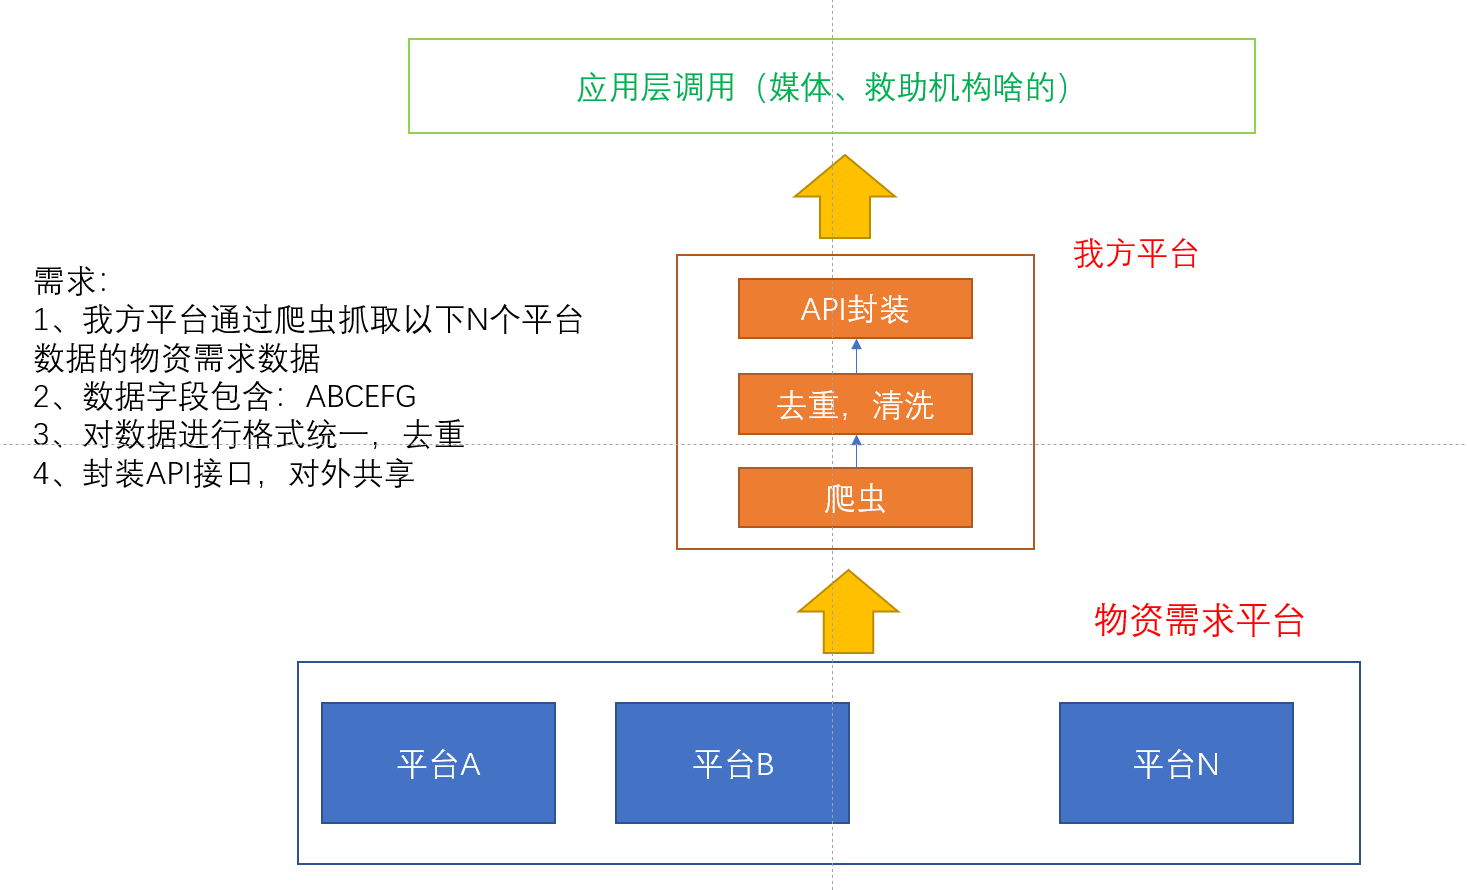 应用层调用（媒体、救助机构啥的）
我方平台
需求：
1、我方平台通过爬虫抓取以下N个平台
数据的物资需求数据
2、数据字段包含：ABCEFG
3、对数据进行格式统一，去重
4、封装API接口，对外共享
API封装
去重，清洗
爬虫
物资需求平台
平台A
平台B
平台N